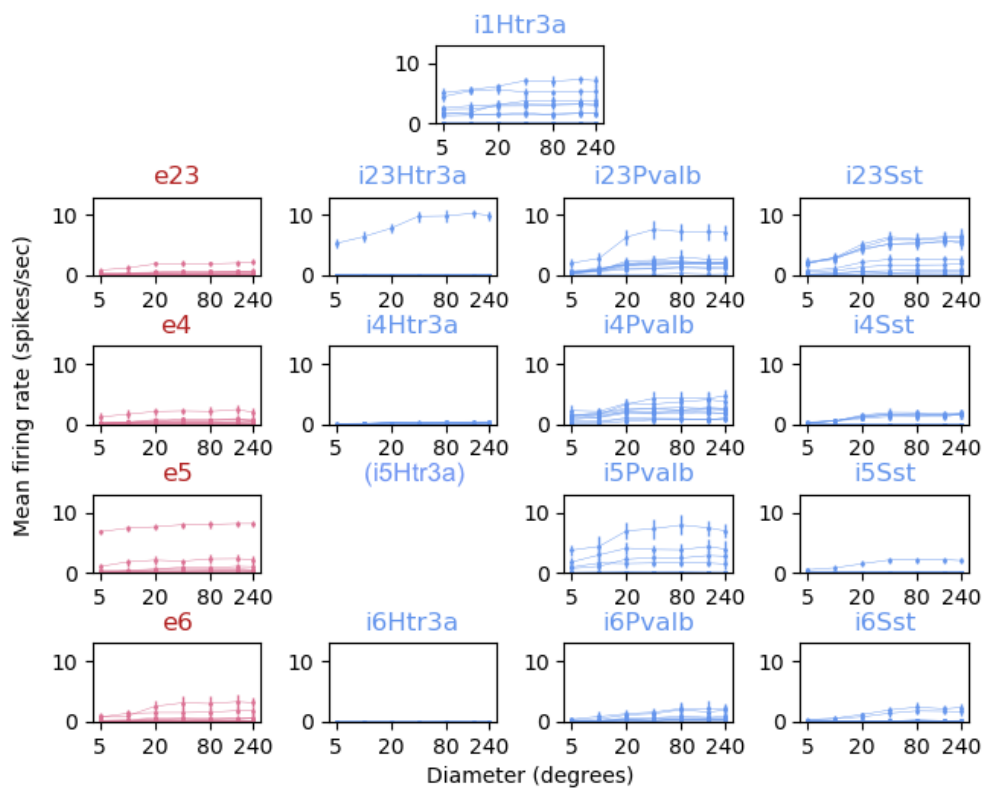 i1Htr3a
10
0
5 20 80 240
e23 i23Htr3a i23Pvalb i23Sst
10 10 10 10
0 0 0 0
5 20 80 240 5 20 80 240 5 20 80 240 5 20 80 240
e4 i4Htr3a i4Pvalb i4Sst
10 10 10 10
0 0 0 0
5 20 80 240 5 20 80 240 5 20 80 240 5 20 80 240
e5 (i5Htr3a) i5Pvalb i5Sst
10 10 10
0 0 0
5 20 80 240 5 20 80 240 5 20 80 240
e6 i6Htr3a i6Pvalb i6Sst
10 10 10 10
0 0 0 0
5 20 80 240 5 20 80 240 5 20 80 240 5 20 80 240
Mean firing rate (spikes/sec)
Diameter (degrees)